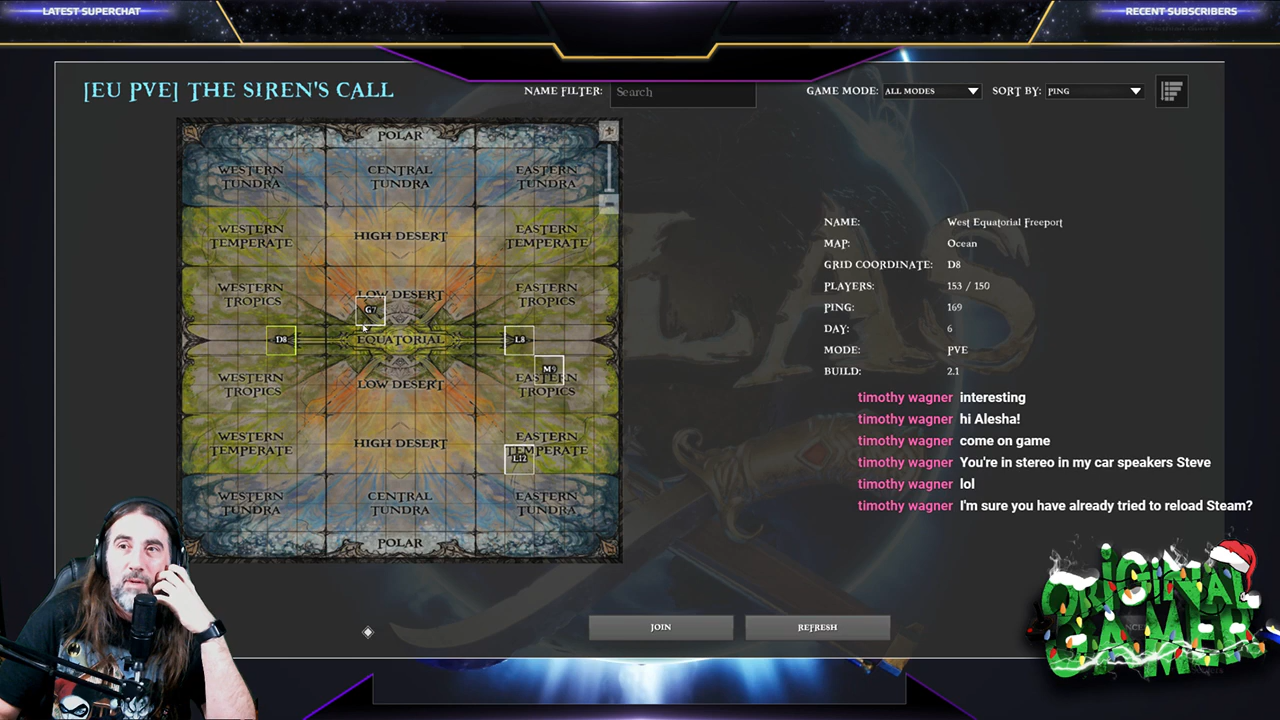 LATEST SUPERCHAT
RECENT SUBSCRIBERS
[EU PVE] THE SIREN'S CALL
NAME FILTER: Search
GAME MODE: ALL MODES
SORT BY: PING
POLAR
WESTERN TUNDRA
CENTRAL TUNDRA
EASTERN TUNDRA
WESTERN TEMPERATE
HIGH DESERT
EASTERN TEMPERATE
WESTERN TROPICS
LOW DESERT
EASTERN TROPICS
G7
D8
EQUATORIAL
L8
M9
WESTERN TROPICS
LOW DESERT
EASTERN TROPICS
WESTERN TEMPERATE
HIGH DESERT
EASTERN TEMPERATE
L12
WESTERN TUNDRA
CENTRAL TUNDRA
EASTERN TUNDRA
POLAR
NAME: West Equatorial Freeport
MAP: Ocean
GRID COORDINATE: D8
PLAYERS: 153 / 150
PING: 169
DAY: 6
MODE: PVE
BUILD: 2.1
timothy wagner interesting
timothy wagner hi Alesha!
timothy wagner come on game
timothy wagner You're in stereo in my car speakers Steve
timothy wagner lol
timothy wagner I'm sure you have already tried to reload Steam?
JOIN
REFRESH
ORIGINAL
GAMER